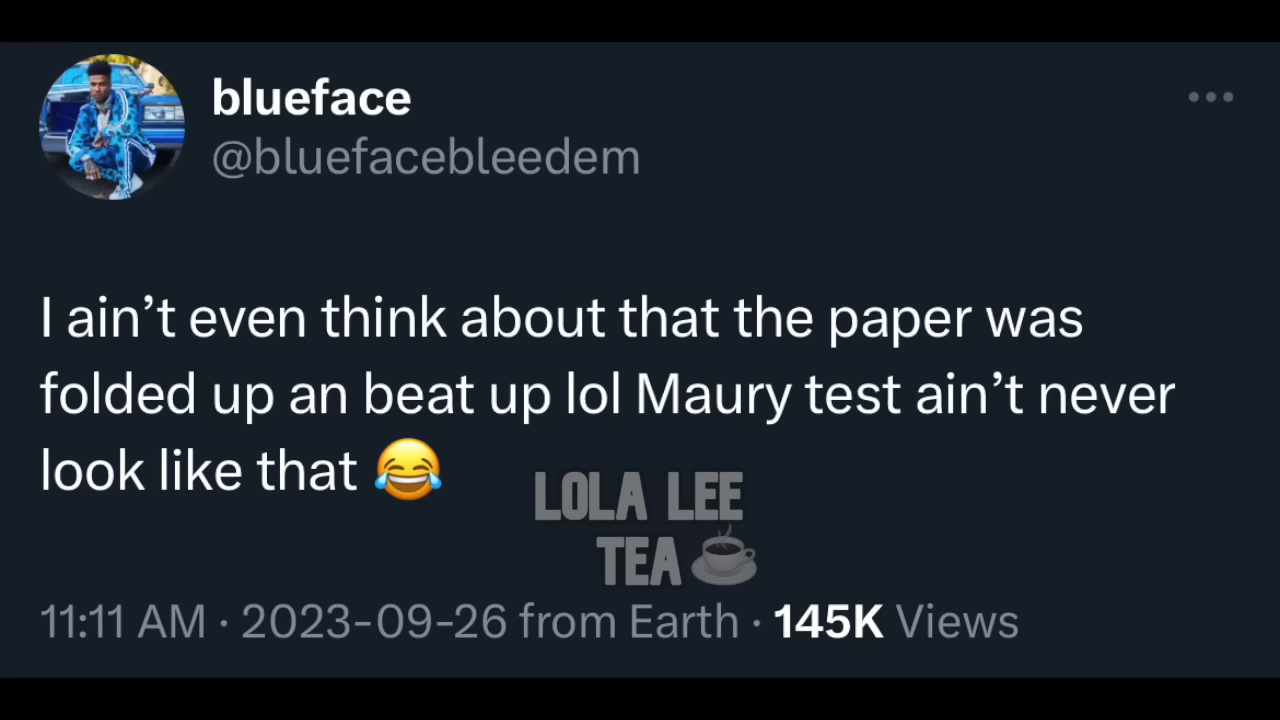 blueface
@bluefacebleedem
I ain’t even think about that the paper was
folded up an beat up lol Maury test ain’t never
look like that 😂
LOLA LEE
TEA
11:11 AM · 2023-09-26 from Earth · 145K Views